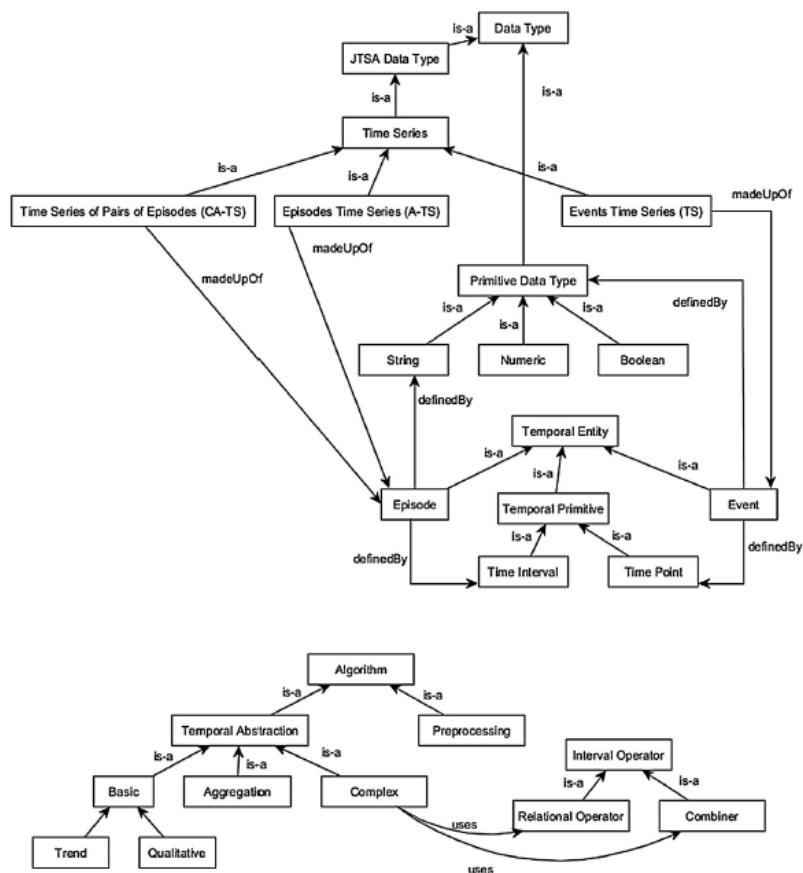 Data Type
is-a
JTSA Data Type
is-a
is-a
Time Series
is-a
is-a
is-a
madeUpOf
Time Series of Pairs of Episodes (CA-TS)
Episodes Time Series (A-TS)
Events Time Series (TS)
madeUpOf
madeUpOf
Primitive Data Type
definedBy
is-a
is-a
is-a
String
Numeric
Boolean
definedBy
Temporal Entity
is-a
is-a
is-a
Episode
Temporal Primitive
Event
is-a
is-a
definedBy
definedBy
Time Interval
Time Point
Algorithm
is-a
is-a
Temporal Abstraction
Preprocessing
is-a
is-a
is-a
Interval Operator
is-a
is-a
Basic
Aggregation
Complex
Relational Operator
Combiner
uses
Trend
Qualitative
uses